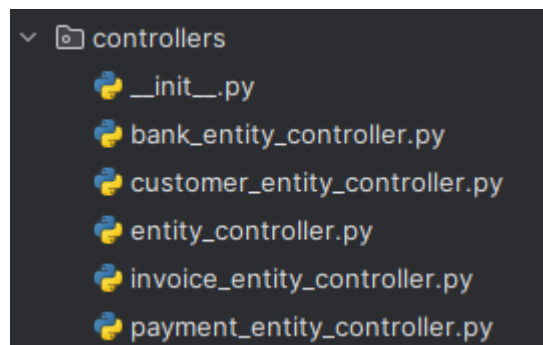 controllers
__init__.py
bank_entity_controller.py
customer_entity_controller.py
entity_controller.py
invoice_entity_controller.py
payment_entity_controller.py